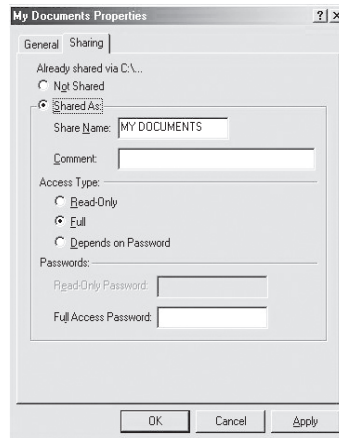 My Documents Properties ? ×
General Sharing
Already shared via C:\...
Not Shared
Shared As:
Share Name: MY DOCUMENTS
Comment:
Access Type:
Read-Only
Full
Depends on Password
Passwords:
Read-Only Password:
Full Access Password:
OK Cancel Apply